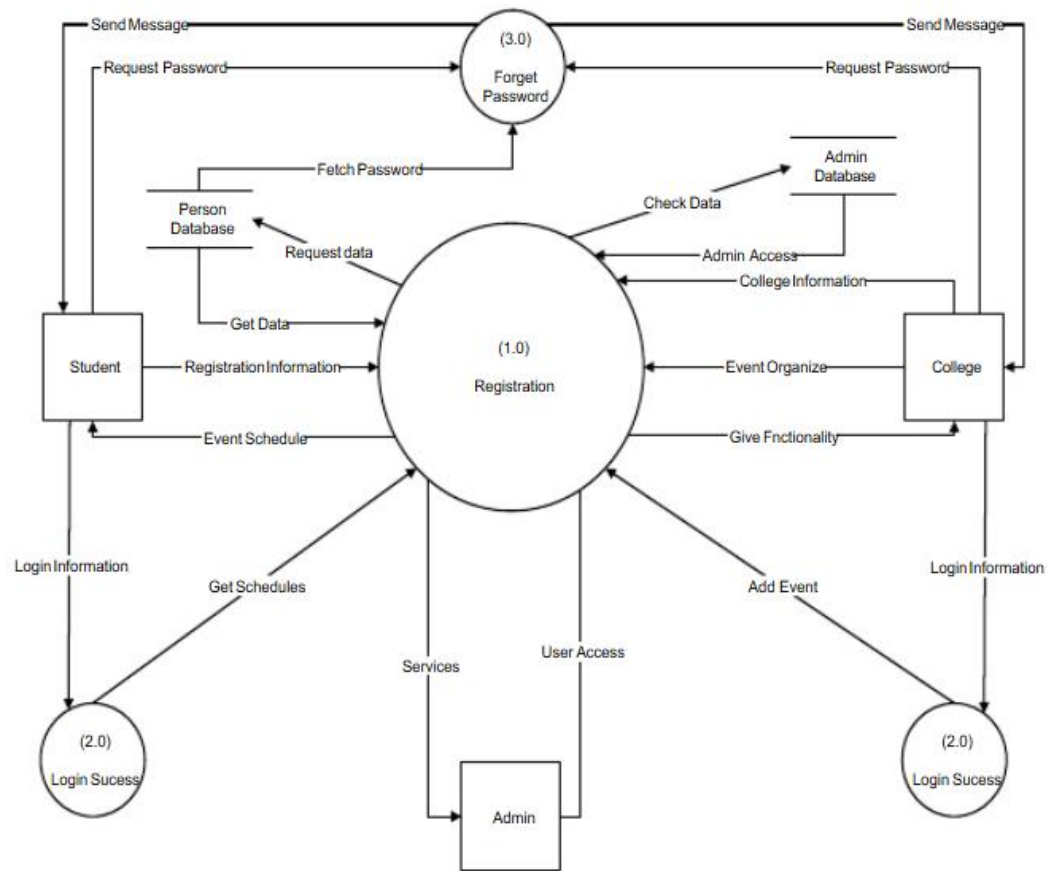 Send Message
Send Message
(3.0)
Forget
Password
Request Password
Request Password
Fetch Password
Admin
Database
Person
Database
Check Data
Request data
Admin Access
College Information
Get Data
(1.0)
Registration
Student
Registration Information
Event Organize
College
Event Schedule
Give Fnctionality
Login Information
Get Schedules
Add Event
Login Information
Services
User Access
(2.0)
Login Sucess
(2.0)
Login Sucess
Admin